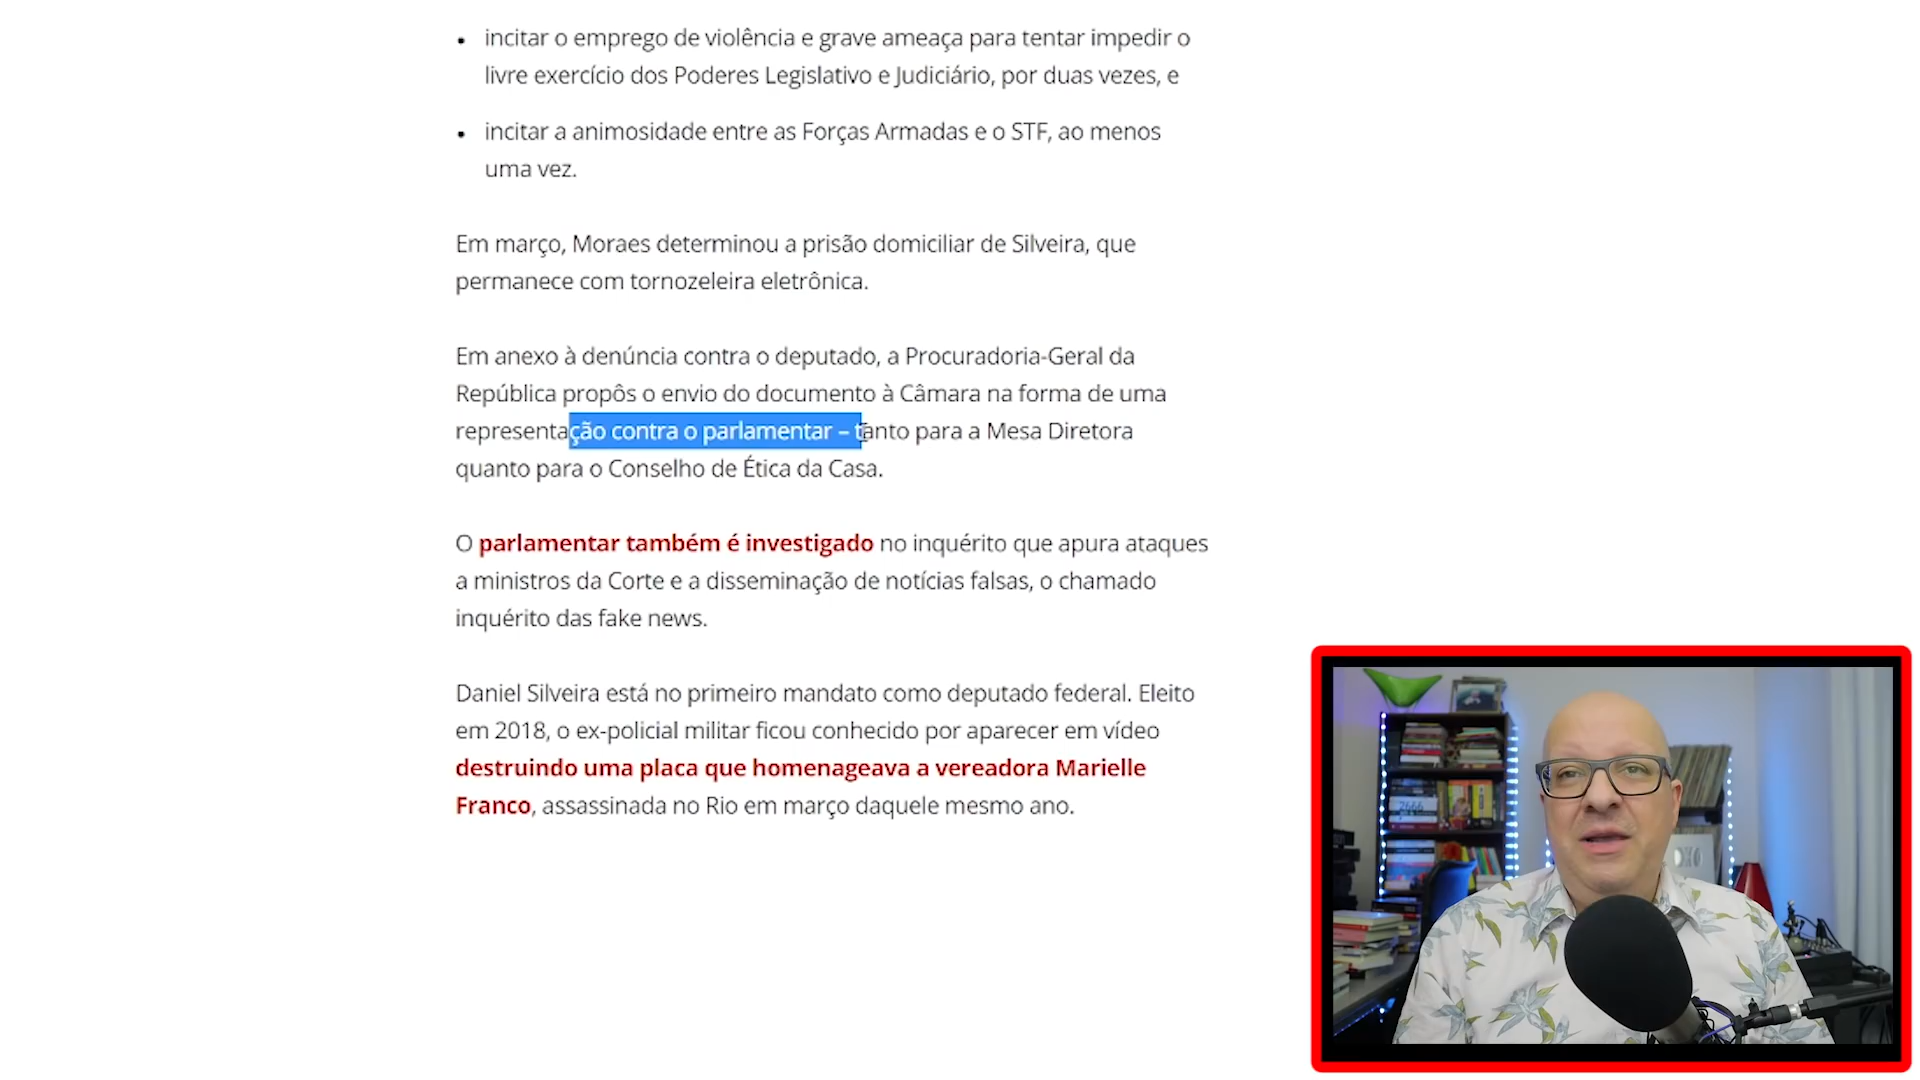 • incitar o emprego de violência e grave ameaça para tentar impedir o
livre exercício dos Poderes Legislativo e Judiciário, por duas vezes, e
• incitar a animosidade entre as Forças Armadas e o STF, ao menos
uma vez.
Em março, Moraes determinou a prisão domiciliar de Silveira, que
permanece com tornozeleira eletrônica.
Em anexo à denúncia contra o deputado, a Procuradoria-Geral da
República propôs o envio do documento à Câmara na forma de uma
representação contra o parlamentar – tanto para a Mesa Diretora
quanto para o Conselho de Ética da Casa.
O parlamentar também é investigado no inquérito que apura ataques
a ministros da Corte e a disseminação de notícias falsas, o chamado
inquérito das fake news.
Daniel Silveira está no primeiro mandato como deputado federal. Eleito
em 2018, o ex-policial militar ficou conhecido por aparecer em vídeo
destruindo uma placa que homenageava a vereadora Marielle
Franco, assassinada no Rio em março daquele mesmo ano.
2666